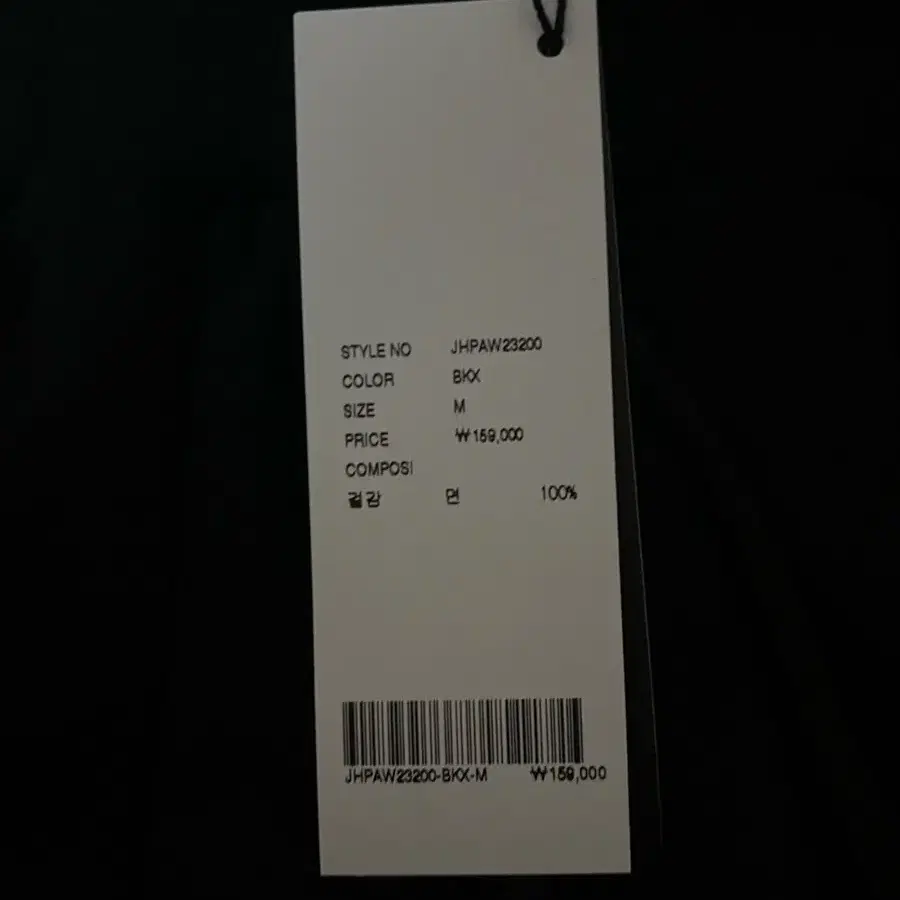 STYLE NO JHPAW23200
COLOR BKX
SIZE M
PRICE ₩159,000
COMPOSI
겉감 면 100%
JHPAW23200-BKX-M ₩159,000